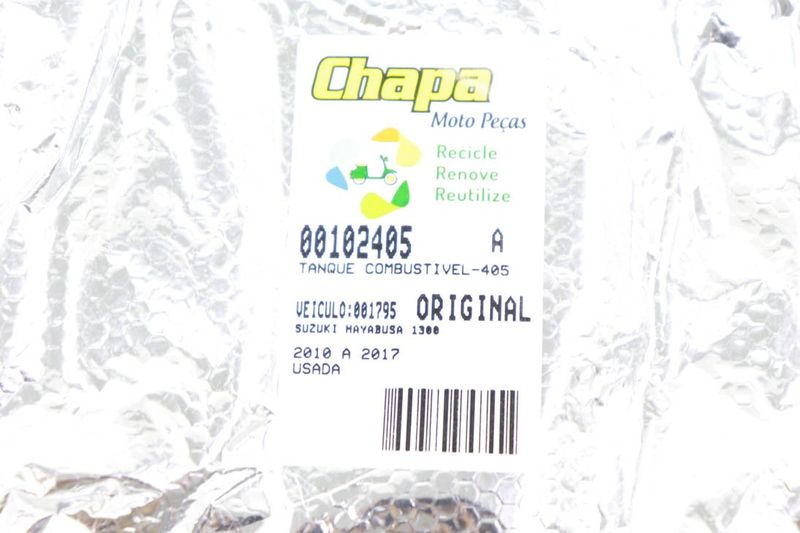 Chapa
Moto Peças
Recicle
Renove
Reutilize
00102405 A
TANQUE COMBUSTIVEL-405
VEICULO:001795 ORIGINAL
SUZUKI HAYABUSA 1300
2010 A 2017
USADA